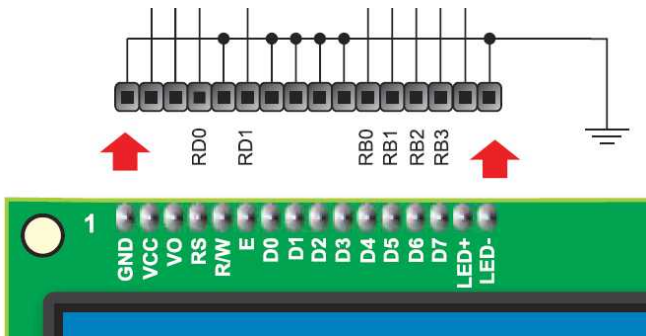 RD0 RD1 RB0 RB1 RB2 RB3
1 GND VCC VO RS R/W E D0 D1 D2 D3 D4 D5 D6 D7 LED+ LED-